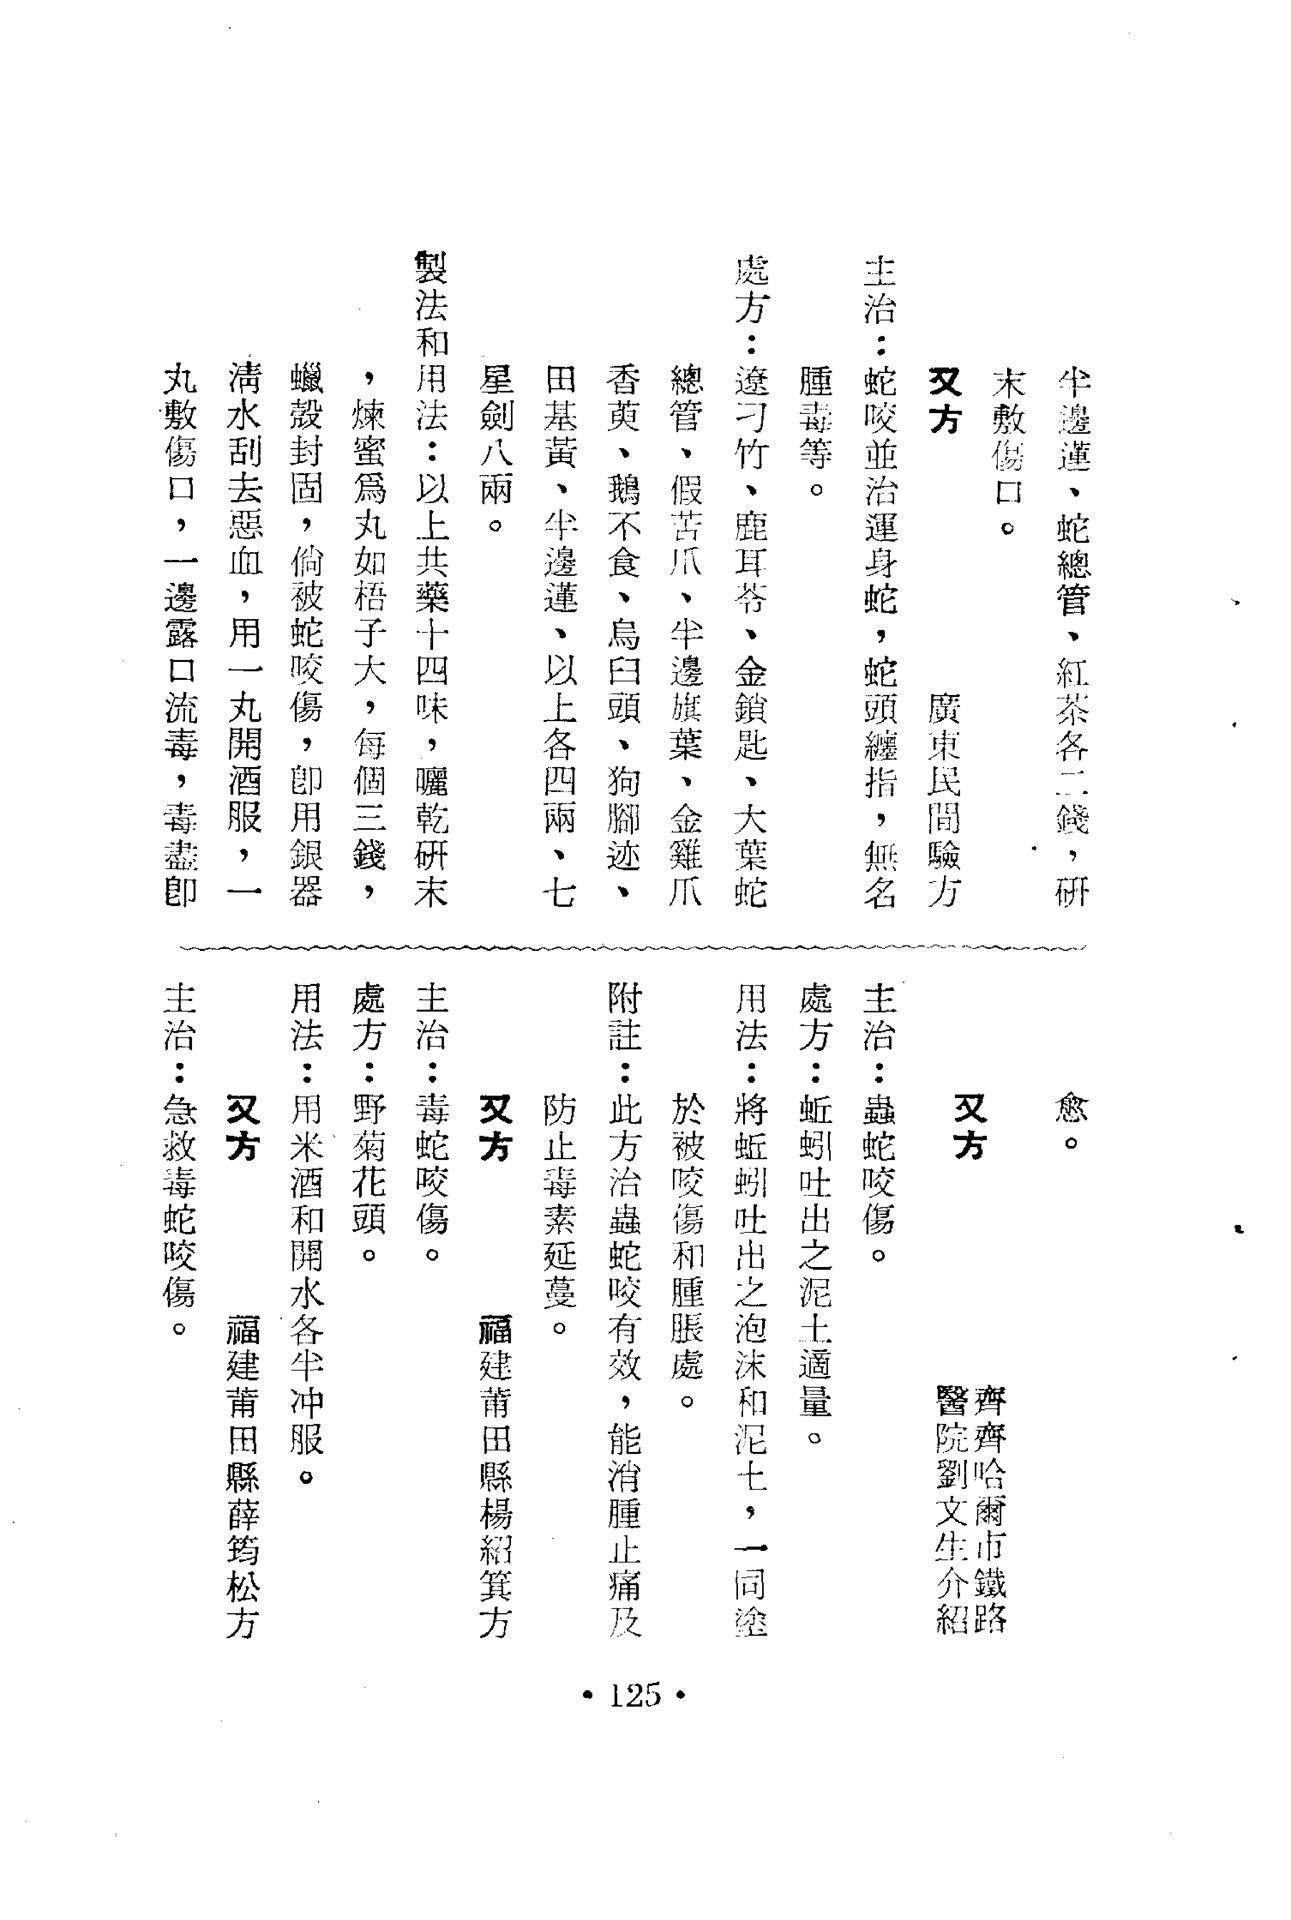 半邊蓮、蛇總管、紅茶各二錢，研
末敷傷口。
又方　廣東民間驗方
主治：蛇咬並治運身蛇，蛇頭纏指，無名
腫毒等。
處方：遼刁竹、鹿耳苓、金鎖匙、大葉蛇
總管、假苦爪、半邊旗葉、金雞爪
香萸、鵝不食、烏臼頭、狗腳迹、
田基黃、半邊蓮、以上各四兩、七
星劍八兩。
製法和用法：以上共藥十四味，曬乾研末
，煉蜜爲丸如梧子大，每個三錢，
蠟殼封固，倘被蛇咬傷，卽用銀器
淸水刮去惡血，用一丸開酒服，一
丸敷傷口，一邊露口流毒，毒盡卽
愈。
又方　齊齊哈爾市鐵路
醫院劉文生介紹
主治：蟲蛇咬傷。
處方：蚯蚓吐出之泥土適量。
用法：將蚯蚓吐出之泡沫和泥七，一同塗
於被咬傷和腫脹處。
附註：此方治蟲蛇咬有效，能消腫止痛及
防止毒素延蔓。
又方　福建莆田縣楊紹箕方
主治：毒蛇咬傷。
處方：野菊花頭。
用法：用米酒和開水各半冲服。
又方　福建莆田縣薛筠松方
主治：急救毒蛇咬傷。
• 125 •